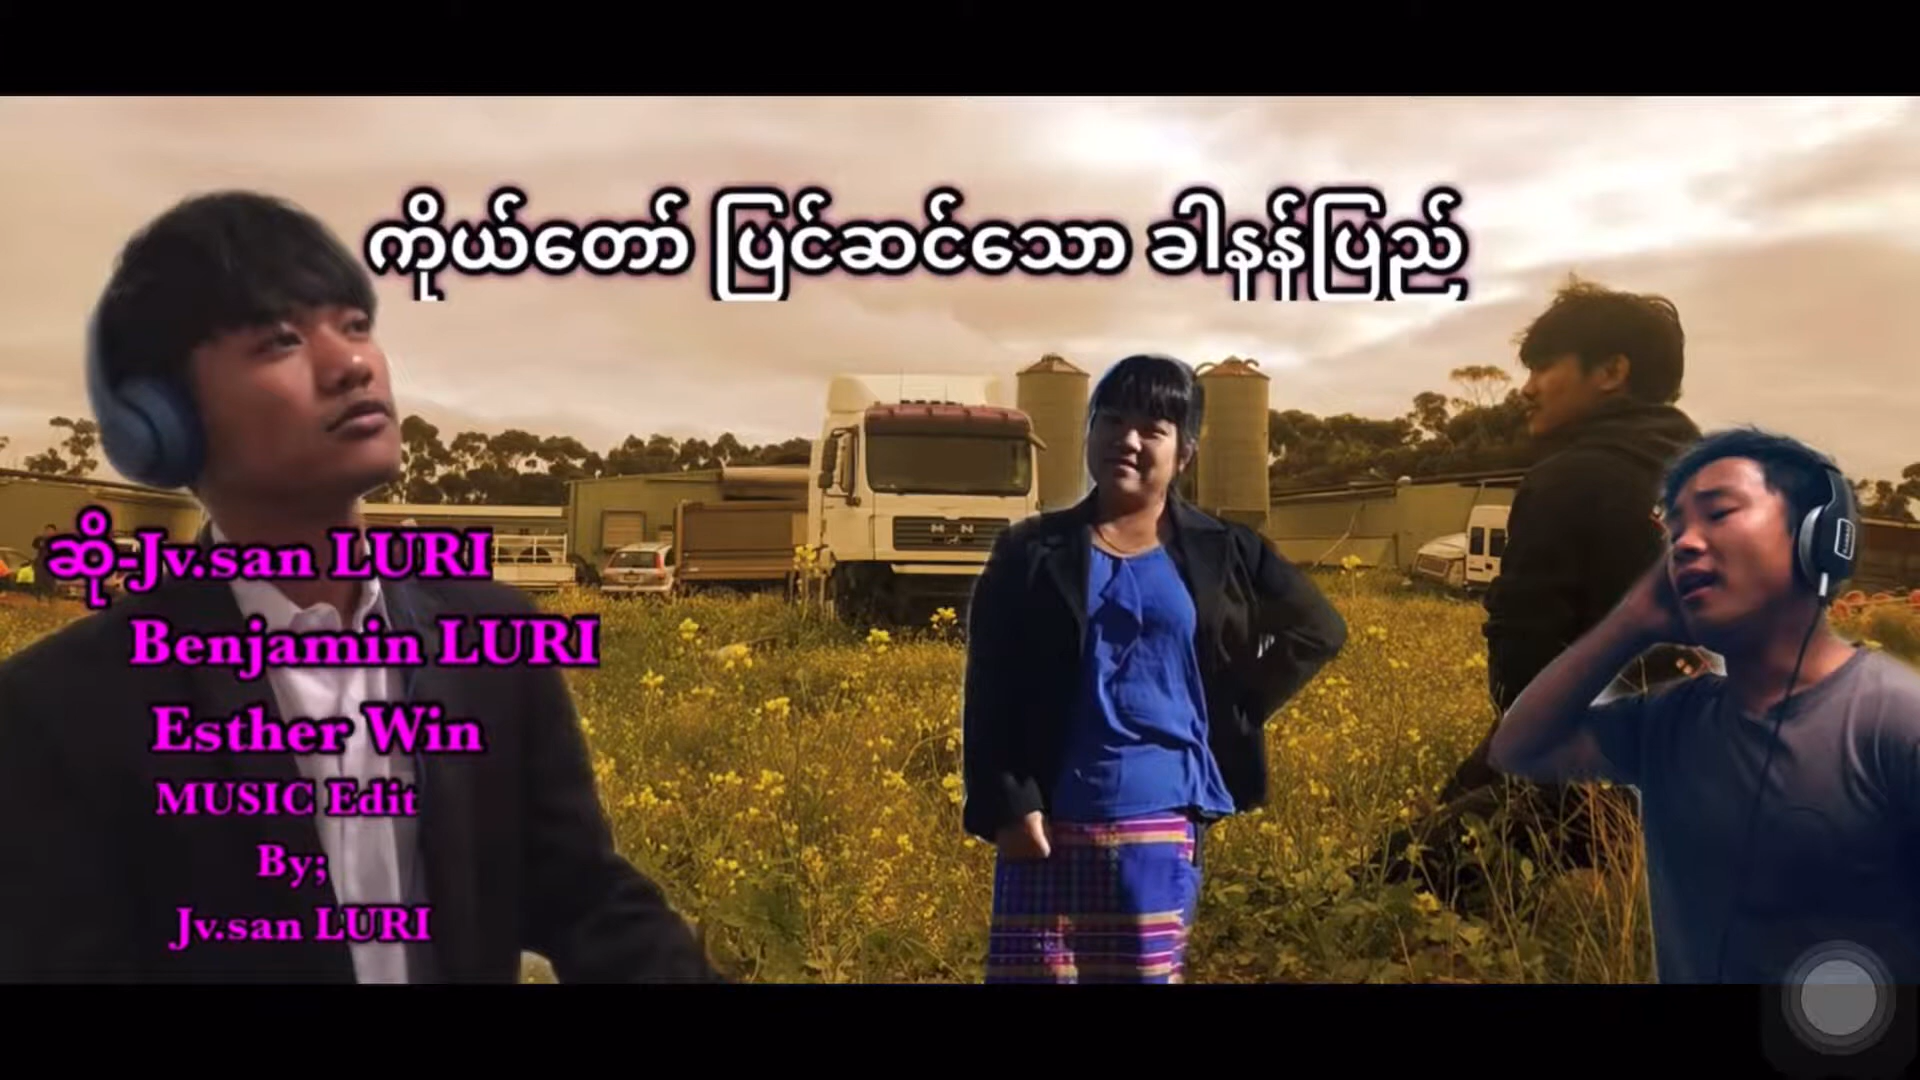 ကိုယ်တော် ပြင်ဆင်သော ခါနန်ပြည်
ဆို-Jv.san LURI
Benjamin LURI
Esther Win
MUSIC Edit
By;
Jv.san LURI
MAN